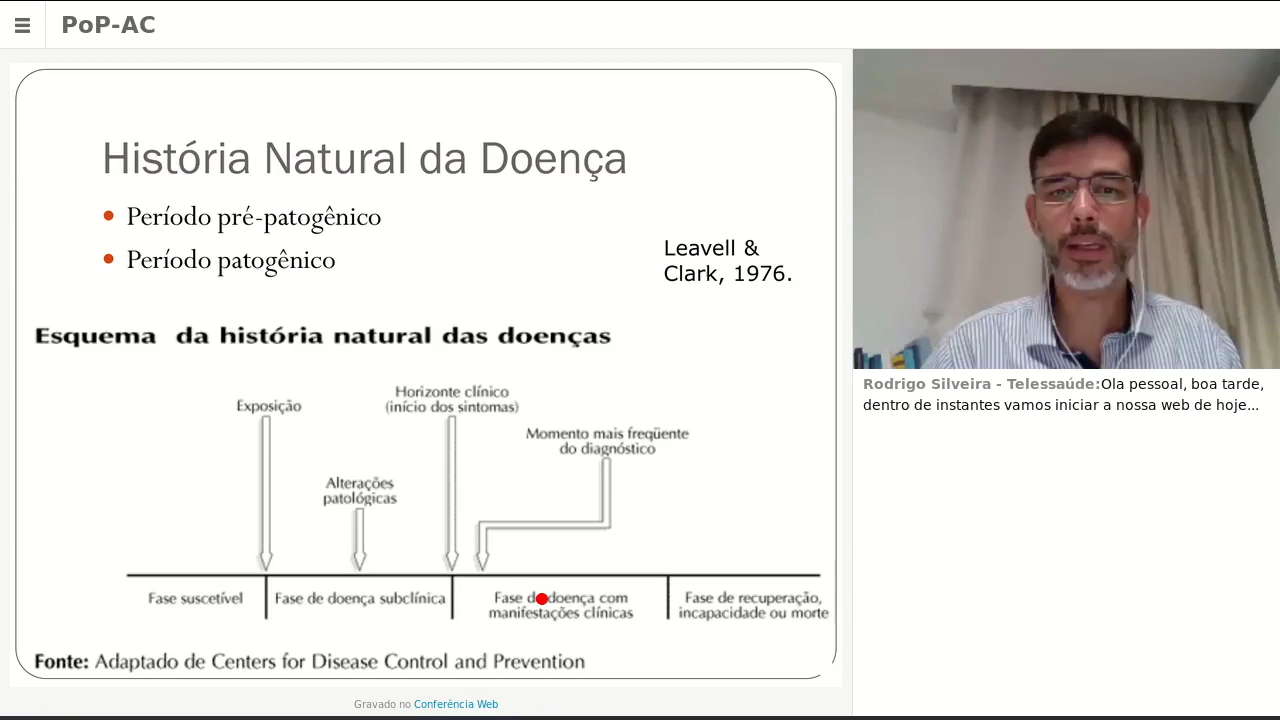 PoP-AC
História Natural da Doença
Período pré-patogênico
Período patogênico
Leavell &
Clark, 1976.
Esquema da história natural das doenças
Exposição
Horizonte clínico
(início dos sintomas)
Momento mais freqüente
do diagnóstico
Alterações
patológicas
Fase suscetível
Fase de doença subclínica
Fase de doença com
manifestações clínicas
Fase de recuperação,
incapacidade ou morte
Fonte: Adaptado de Centers for Disease Control and Prevention
Gravado no Conferência Web
Rodrigo Silveira - Telessaúde:Ola pessoal, boa tarde,
dentro de instantes vamos iniciar a nossa web de hoje...